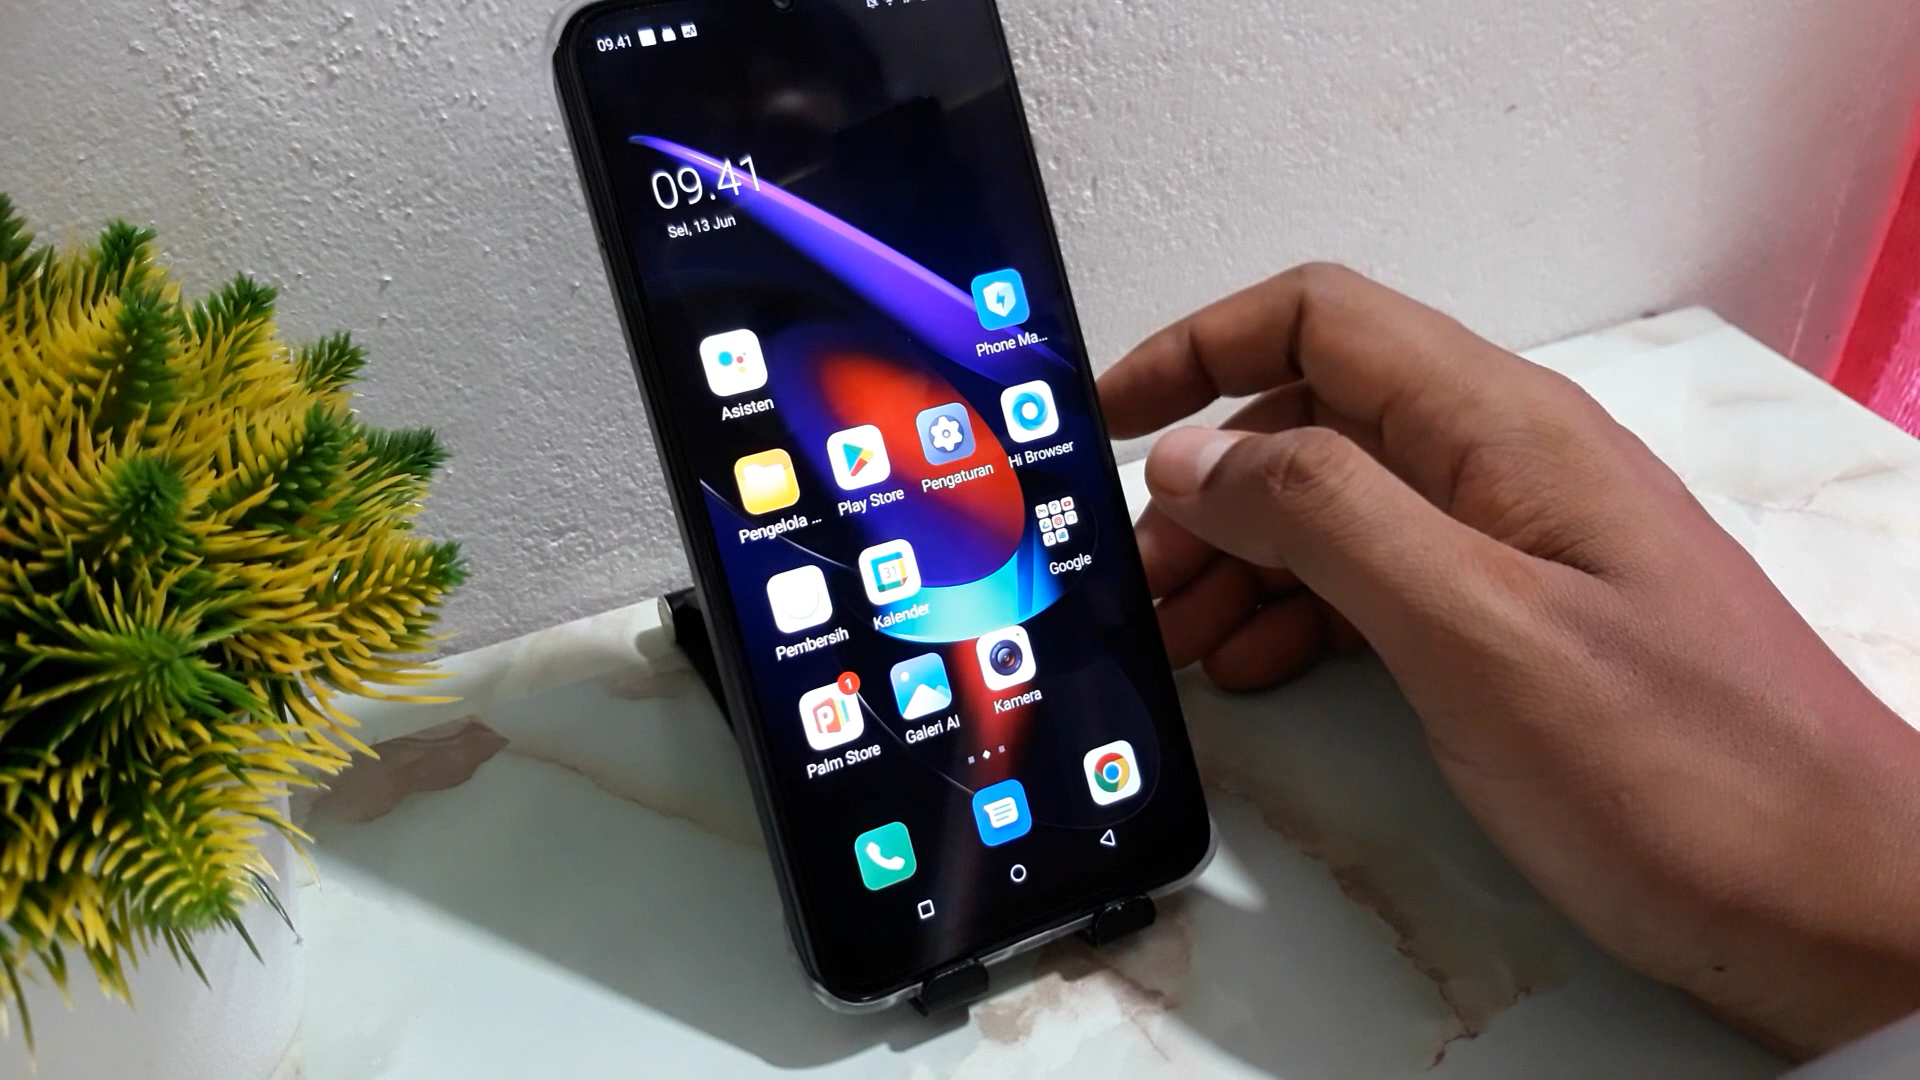 09.41
09.41
Sel, 13 Jun
Phone Ma...
Asisten
Hi Browser
Pengaturan
Play Store
Pengelola ...
Google
31
Kalender
Pembersih
Kamera
Galeri AI
1
Palm Store